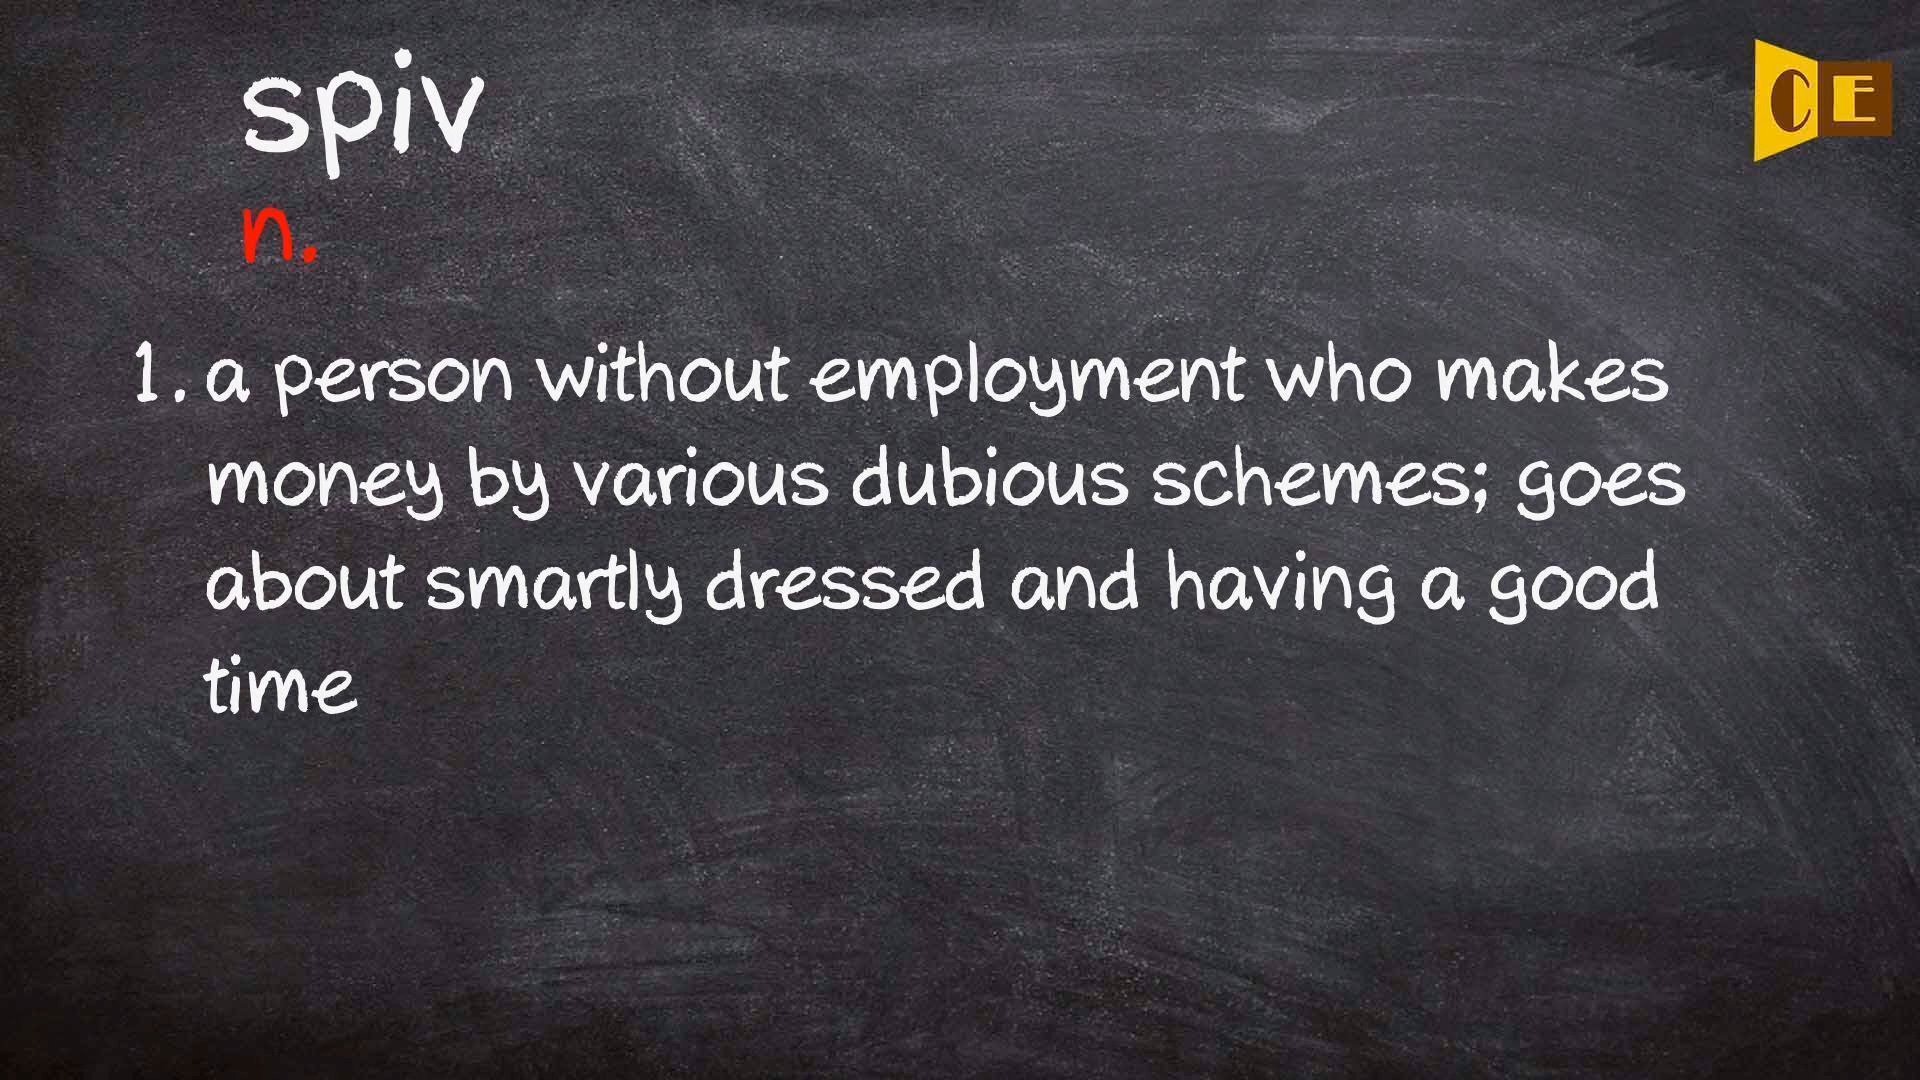 spiv
CE
n.
1. a person without employment who makes
money by various dubious schemes; goes
about smartly dressed and having a good
time